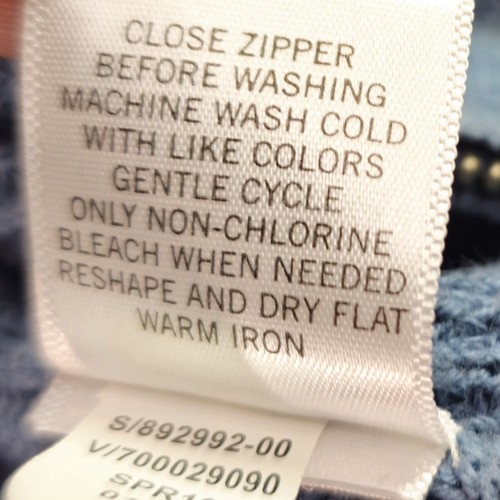 CLOSE ZIPPER
BEFORE WASHING
MACHINE WASH COLD
WITH LIKE COLORS
GENTLE CYCLE
ONLY NON-CHLORINE
BLEACH WHEN NEEDED
RESHAPE AND DRY FLAT
WARM IRON
S/892992-00
V/700029090